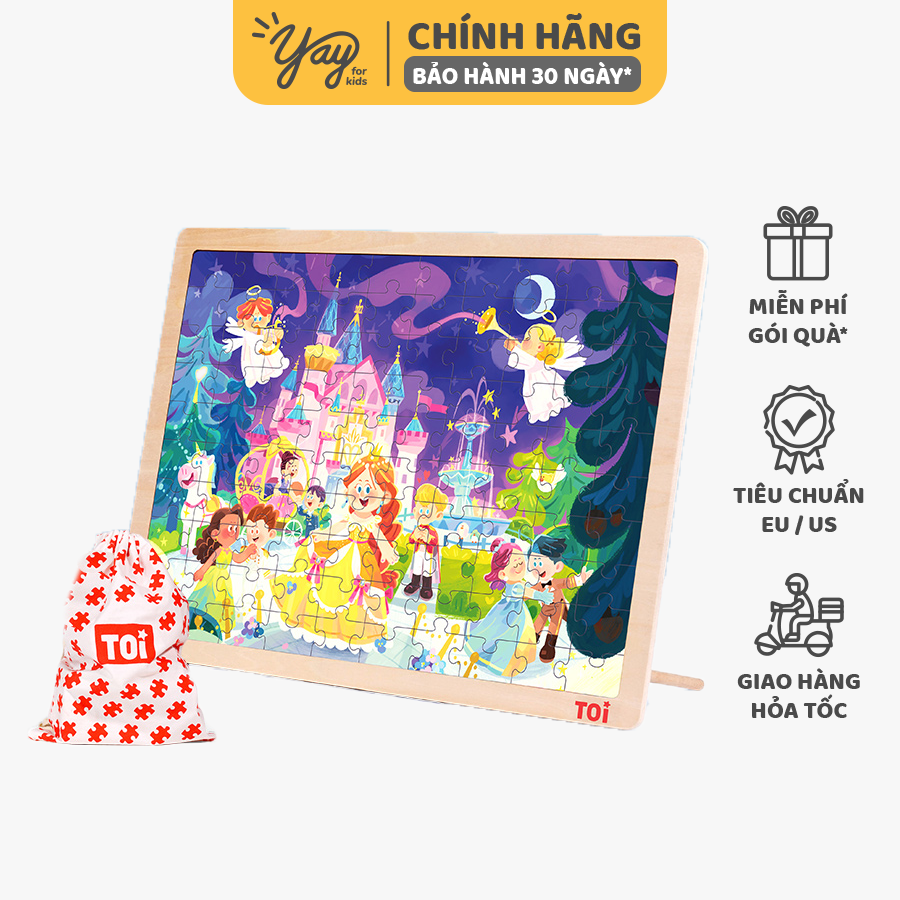 Yay
for
kids
CHÍNH HÃNG
BẢO HÀNH 30 NGÀY*
MIỄN PHÍ
GÓI QUÀ*
TIÊU CHUẨN
EU / US
GIAO HÀNG
HỎA TỐC
TOi
TOi